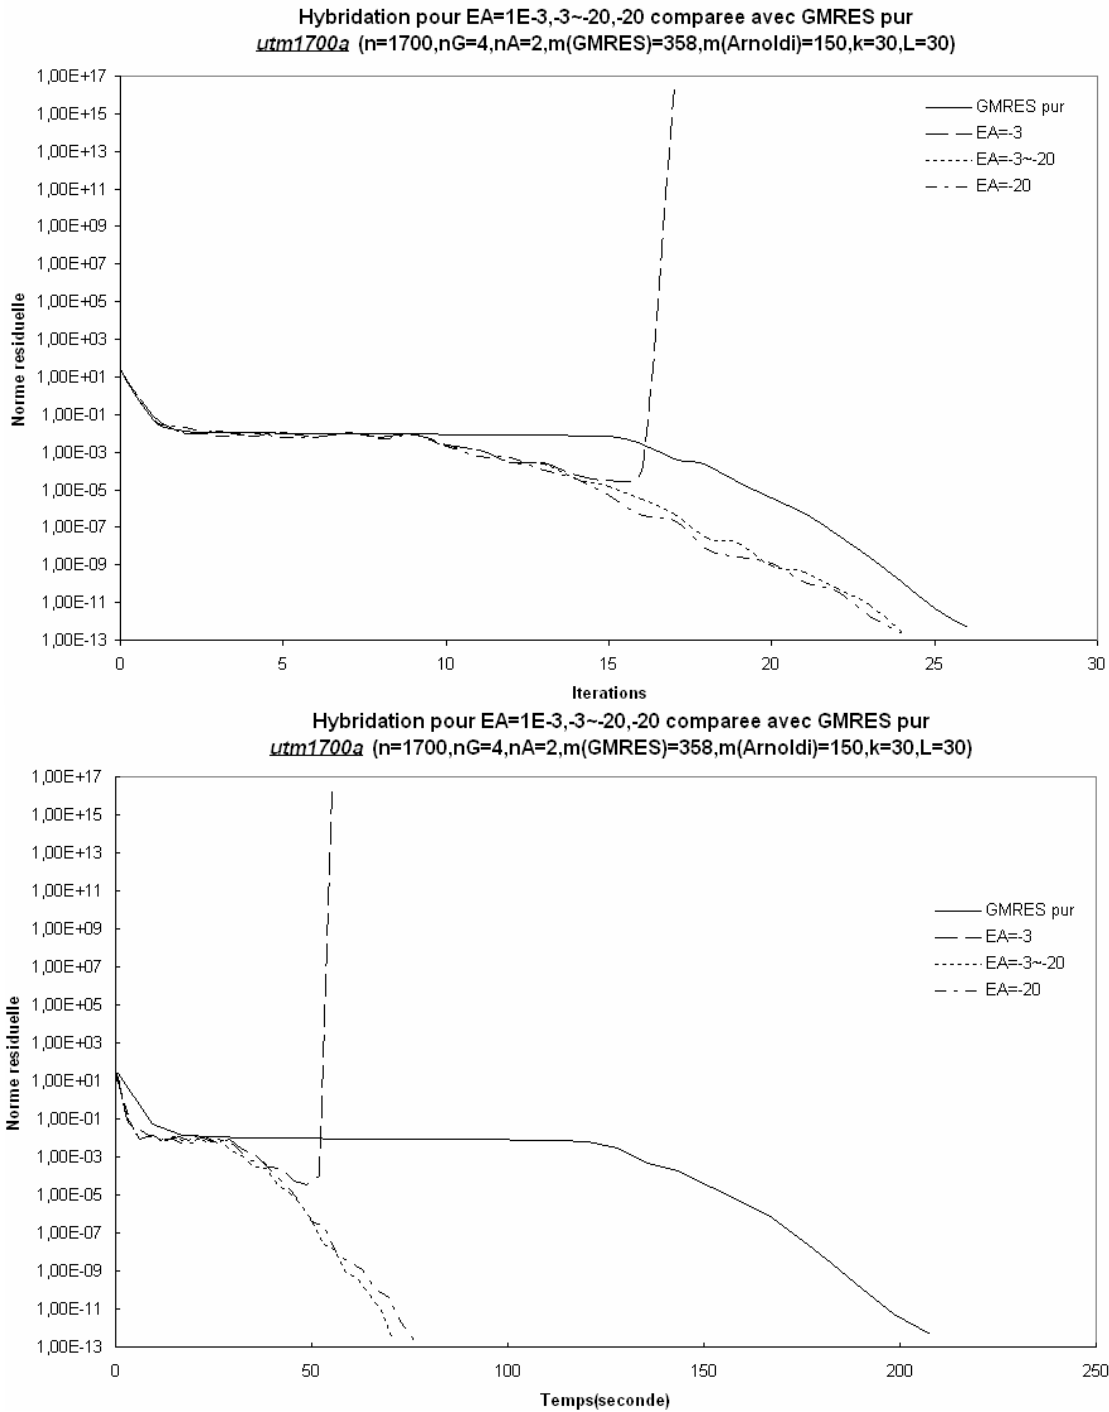 Hybridation pour EA=1E-3,-3~-20,-20 comparee avec GMRES pur
utm1700a (n=1700,nG=4,nA=2,m(GMRES)=358,m(Arnoldi)=150,k=30,L=30)
1,00E+17
1,00E+15
1,00E+13
1,00E+11
1,00E+09
1,00E+07
1,00E+05
1,00E+03
1,00E+01
1,00E-01
1,00E-03
1,00E-05
1,00E-07
1,00E-09
1,00E-11
1,00E-13
Norme residuelle
GMRES pur
EA=-3
EA=-3~-20
EA=-20
0 5 10 15 20 25 30
Iterations
Hybridation pour EA=1E-3,-3~-20,-20 comparee avec GMRES pur
utm1700a (n=1700,nG=4,nA=2,m(GMRES)=358,m(Arnoldi)=150,k=30,L=30)
1,00E+17
1,00E+15
1,00E+13
1,00E+11
1,00E+09
1,00E+07
1,00E+05
1,00E+03
1,00E+01
1,00E-01
1,00E-03
1,00E-05
1,00E-07
1,00E-09
1,00E-11
1,00E-13
Norme residuelle
GMRES pur
EA=-3
EA=-3~-20
EA=-20
0 50 100 150 200 250
Temps(seconde)